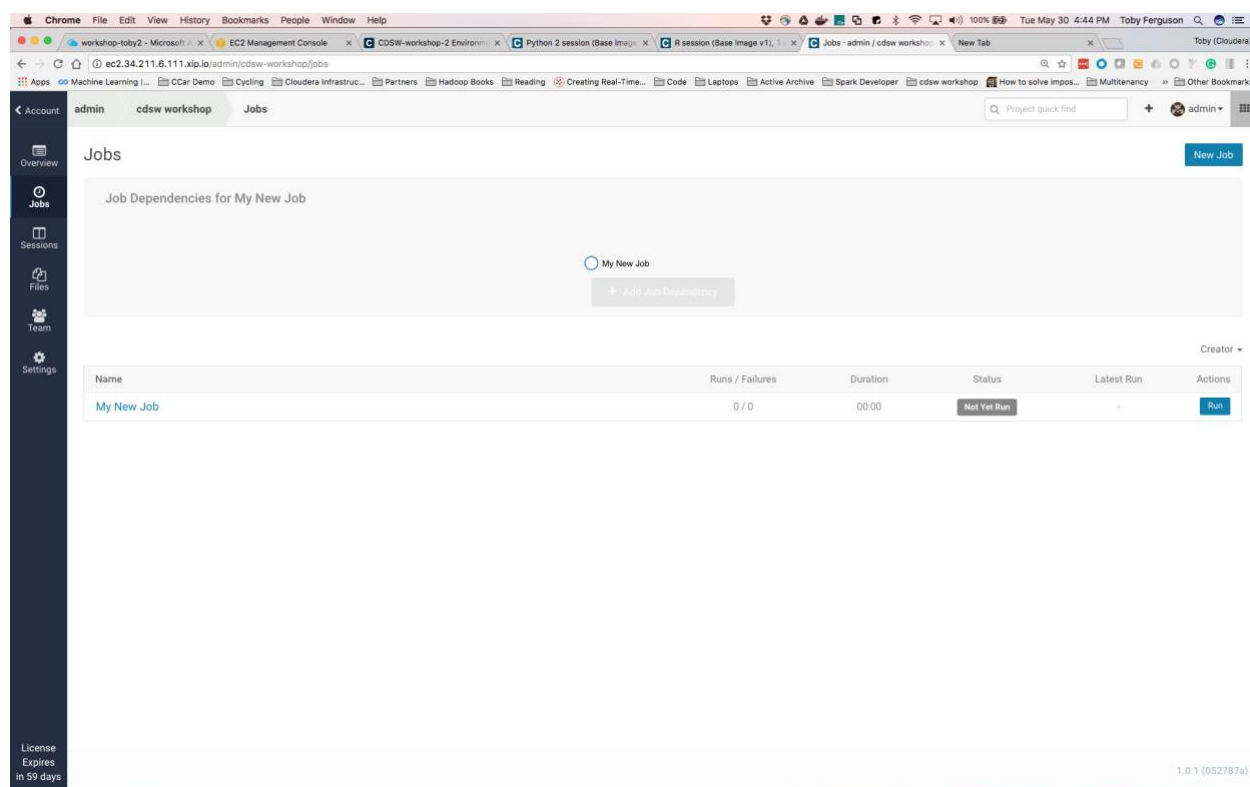 Chrome File Edit View History Bookmarks People Window Help 100% Tue May 30 4:44 PM Toby Ferguson
workshop-toby2 - Microsoft A EC2 Management Console CDSW-workshop-2 Environme Python 2 session (Base Image R session (Base Image v1), 1 Jobs · admin / cdsw workshop New Tab Toby (Cloudera)
ec2.34.211.6.111.xip.io/admin/cdsw-workshop/jobs
Apps Machine Learning |... CCar Demo Cycling Cloudera Infrastruc... Partners Hadoop Books Reading Creating Real-Time... Code Laptops Active Archive Spark Developer cdsw workshop How to solve impos... Multitenancy » Other Bookmark
Account admin cdsw workshop Jobs Project quick find + admin
Overview
Jobs
Sessions
Files
Team
Settings
Jobs New Job
Job Dependencies for My New Job
My New Job
+ Add Job Dependency
Creator
Name Runs / Failures Duration Status Latest Run Actions
My New Job 0 / 0 00:00 Not Yet Run - Run
License
Expires
in 59 days
1.0.1 (052787a)